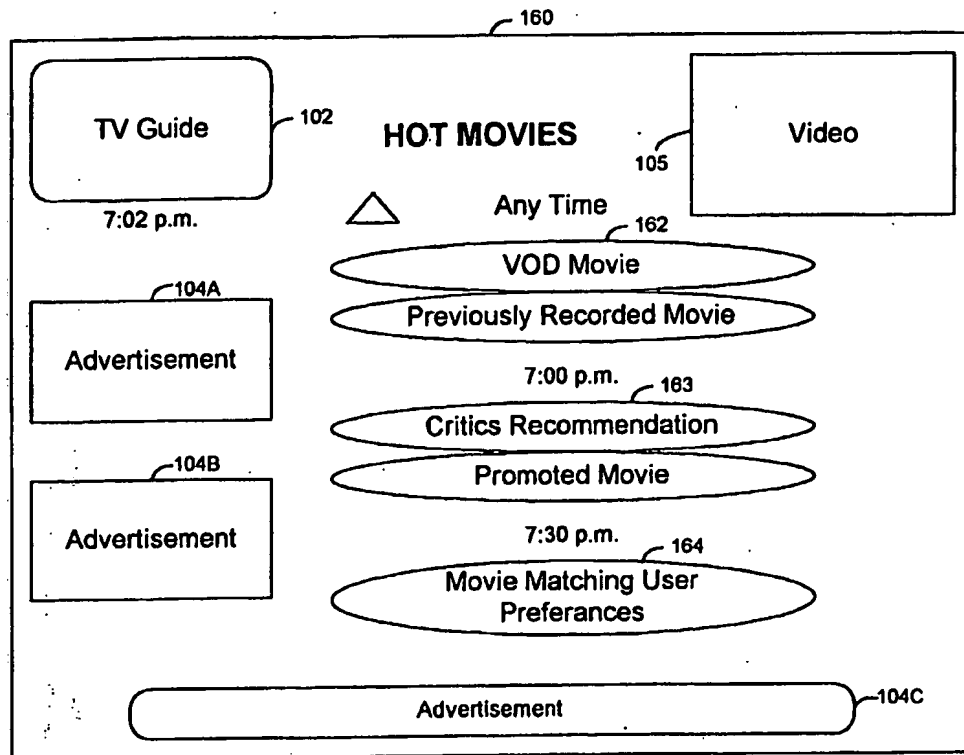 160
TV Guide
102
HOT MOVIES
Video
105
7:02 p.m.
Any Time
162
VOD Movie
Previously Recorded Movie
104A
Advertisement
7:00 p.m.
163
Critics Recommendation
Promoted Movie
104B
Advertisement
7:30 p.m.
164
Movie Matching User
Preferances
Advertisement
104C